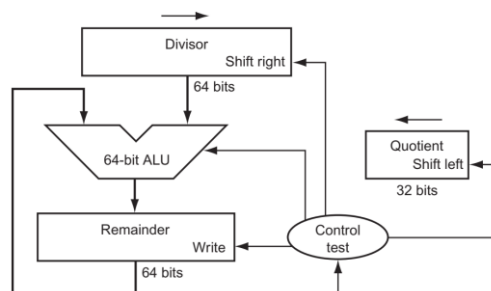 Divisor
Shift right
64 bits
64-bit ALU
Quotient
Shift left
32 bits
Remainder
Write
Control
test
64 bits